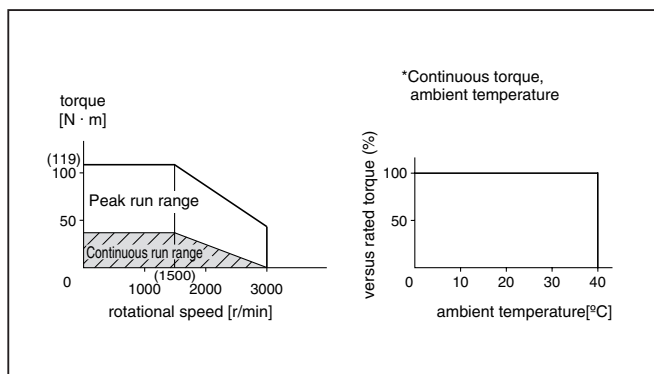 torque
[N · m]
(119)
100
50
0
Peak run range
Continuous run range
(1500)
1000
2000
3000
rotational speed [r/min]
*Continuous torque,
ambient temperature
versus rated torque (%)
100
50
0
10
20
30
40
ambient temperature[ºC]